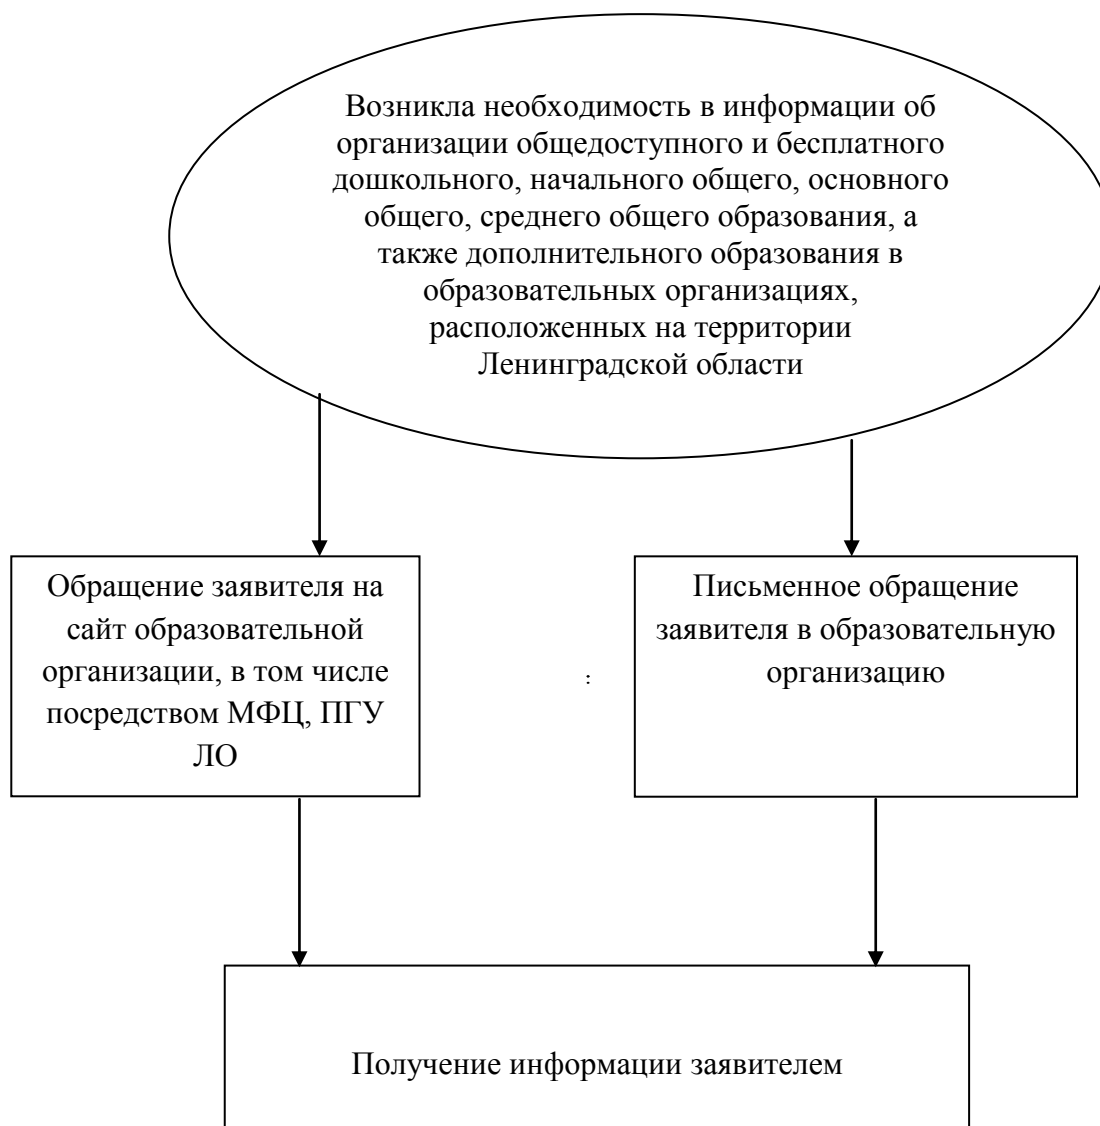 Возникла необходимость в информации об
организации общедоступного и бесплатного
дошкольного, начального общего, основного
общего, среднего общего образования, а
также дополнительного образования в
образовательных организациях,
расположенных на территории
Ленинградской области
Обращение заявителя на
сайт образовательной
организации, в том числе
посредством МФЦ, ПГУ
ЛО
:
Письменное обращение
заявителя в образовательную
организацию
Получение информации заявителем